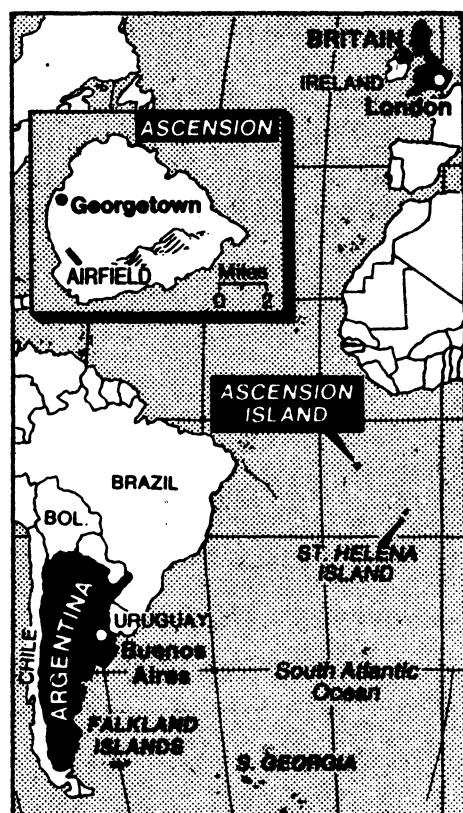 BRITAIN
IRELAND
London
ASCENSION
Georgetown
AIRFIELD
Miles
0 2
ASCENSION
ISLAND
BRAZIL
BOL.
ST. HELENA
ISLAND
CHILE
ARGENTINA
URUGUAY
Buenos
Aires
South Atlantic
Ocean
FALKLAND
ISLANDS
S. GEORGIA